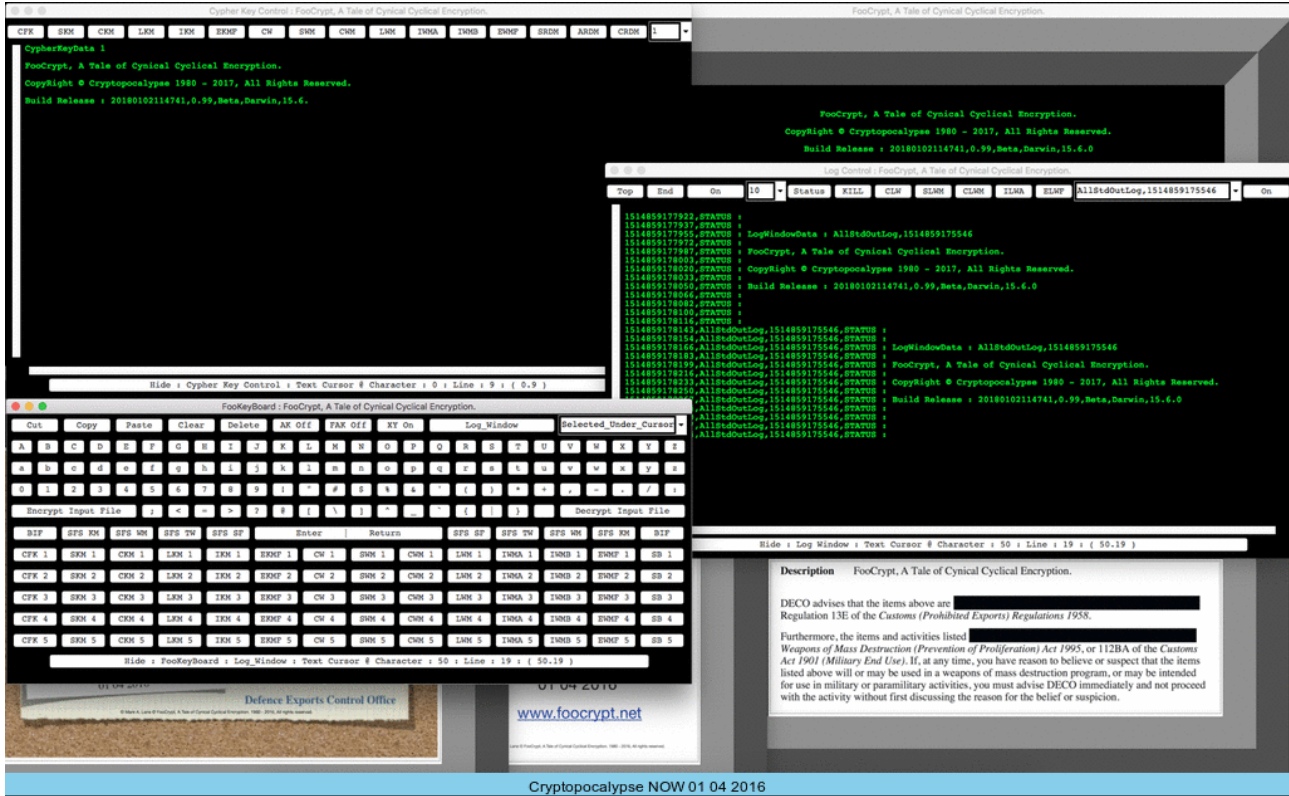 Cypher Key Control : FooCrypt, A Tale of Cynical Cyclical Encryption.
CFK SKM CKM LKM IKM EKMF CW SWM CWM LWM IWMA IWMB EWMF SRDM ARDM CRDM 1
CypherKeyData 1
FooCrypt, A Tale of Cynical Cyclical Encryption.
CopyRight © Cryptopocalypse 1980 - 2017, All Rights Reserved.
Build Release : 20180102114741,0.99,Beta,Darwin,15.6.
Hide : Cypher Key Control : Text Cursor @ Character : 0 : Line : 9 : ( 0.9 )
FooCrypt, A Tale of Cynical Cyclical Encryption.
FooCrypt, A Tale of Cynical Cyclical Encryption.
CopyRight © Cryptopocalypse 1980 - 2017, All Rights Reserved.
Build Release : 20180102114741,0.99,Beta,Darwin,15.6.0
Log Control : FooCrypt, A Tale of Cynical Cyclical Encryption.
Top End On 10 Status KILL CLW SLWM CLWM ILWA ELWF AllStdOutLog,1514859175546 On
1514859177922,STATUS :
1514859177937,STATUS :
1514859177955,STATUS : LogWindowData : AllStdOutLog,1514859175546
1514859177972,STATUS :
1514859177987,STATUS : FooCrypt, A Tale of Cynical Cyclical Encryption.
1514859178003,STATUS :
1514859178020,STATUS : CopyRight © Cryptopocalypse 1980 - 2017, All Rights Reserved.
1514859178033,STATUS :
1514859178050,STATUS : Build Release : 20180102114741,0.99,Beta,Darwin,15.6.0
1514859178066,STATUS :
1514859178082,STATUS :
1514859178100,STATUS :
1514859178116,STATUS :
1514859178143,AllStdOutLog,1514859175546,STATUS :
1514859178154,AllStdOutLog,1514859175546,STATUS :
1514859178166,AllStdOutLog,1514859175546,STATUS : LogWindowData : AllStdOutLog,1514859175546
1514859178183,AllStdOutLog,1514859175546,STATUS :
1514859178199,AllStdOutLog,1514859175546,STATUS : FooCrypt, A Tale of Cynical Cyclical Encryption.
1514859178216,AllStdOutLog,1514859175546,STATUS :
1514859178233,AllStdOutLog,1514859175546,STATUS : CopyRight © Cryptopocalypse 1980 - 2017, All Rights Reserved.
1514859178250,AllStdOutLog,1514859175546,STATUS :
,AllStdOutLog,1514859175546,STATUS : Build Release : 20180102114741,0.99,Beta,Darwin,15.6.0
,AllStdOutLog,1514859175546,STATUS :
,AllStdOutLog,1514859175546,STATUS :
,AllStdOutLog,1514859175546,STATUS :
,AllStdOutLog,1514859175546,STATUS :
Hide : Log Window : Text Cursor @ Character : 50 : Line : 19 : ( 50.19 )
FooKeyBoard : FooCrypt, A Tale of Cynical Cyclical Encryption.
Cut Copy Paste Clear Delete AK Off FAK Off XY On Log_Window Selected_Under_Cursor
A B C D E F G H I J K L M N O P Q R S T U V W X Y Z
a b c d e f g h i j k l m n o p q r s t u v w x y z
0 1 2 3 4 5 6 7 8 9 ! " # $ % & ' ( ) * + , - . / :
Encrypt Input File ; < = > ? @ [ \ ] ^ _ ` { | } Decrypt Input File
BIF SFS KM SFS WM SFS TW SFS SF Enter | Return SFS SF SFS TW SFS WM SFS KM BIF
CFK 1 SKM 1 CKM 1 LKM 1 IKM 1 EKMF 1 CW 1 SWM 1 CWM 1 LWM 1 IWMA 1 IWMB 1 EWMF 1 SB 1
CFK 2 SKM 2 CKM 2 LKM 2 IKM 2 EKMF 2 CW 2 SWM 2 CWM 2 LWM 2 IWMA 2 IWMB 2 EWMF 2 SB 2
CFK 3 SKM 3 CKM 3 LKM 3 IKM 3 EKMF 3 CW 3 SWM 3 CWM 3 LWM 3 IWMA 3 IWMB 3 EWMF 3 SB 3
CFK 4 SKM 4 CKM 4 LKM 4 IKM 4 EKMF 4 CW 4 SWM 4 CWM 4 LWM 4 IWMA 4 IWMB 4 EWMF 4 SB 4
CFK 5 SKM 5 CKM 5 LKM 5 IKM 5 EKMF 5 CW 5 SWM 5 CWM 5 LWM 5 IWMA 5 IWMB 5 EWMF 5 SB 5
Hide : FooKeyBoard : Log_Window : Text Cursor @ Character : 50 : Line : 19 : ( 50.19 )
Description FooCrypt, A Tale of Cynical Cyclical Encryption.
DECO advises that the items above are
Regulation 13E of the Customs (Prohibited Exports) Regulations 1958.
Furthermore, the items and activities listed
Weapons of Mass Destruction (Prevention of Proliferation) Act 1995, or 112BA of the Customs
Act 1901 (Military End Use). If, at any time, you have reason to believe or suspect that the items
listed above will or may be used in a weapons of mass destruction program, or may be intended
for use in military or paramilitary activities, you must advise DECO immediately and not proceed
with the activity without first discussing the reason for the belief or suspicion.
01 04 2016
Defence Exports Control Office
01 04 2016
www.foocrypt.net
Cryptopocalypse NOW 01 04 2016